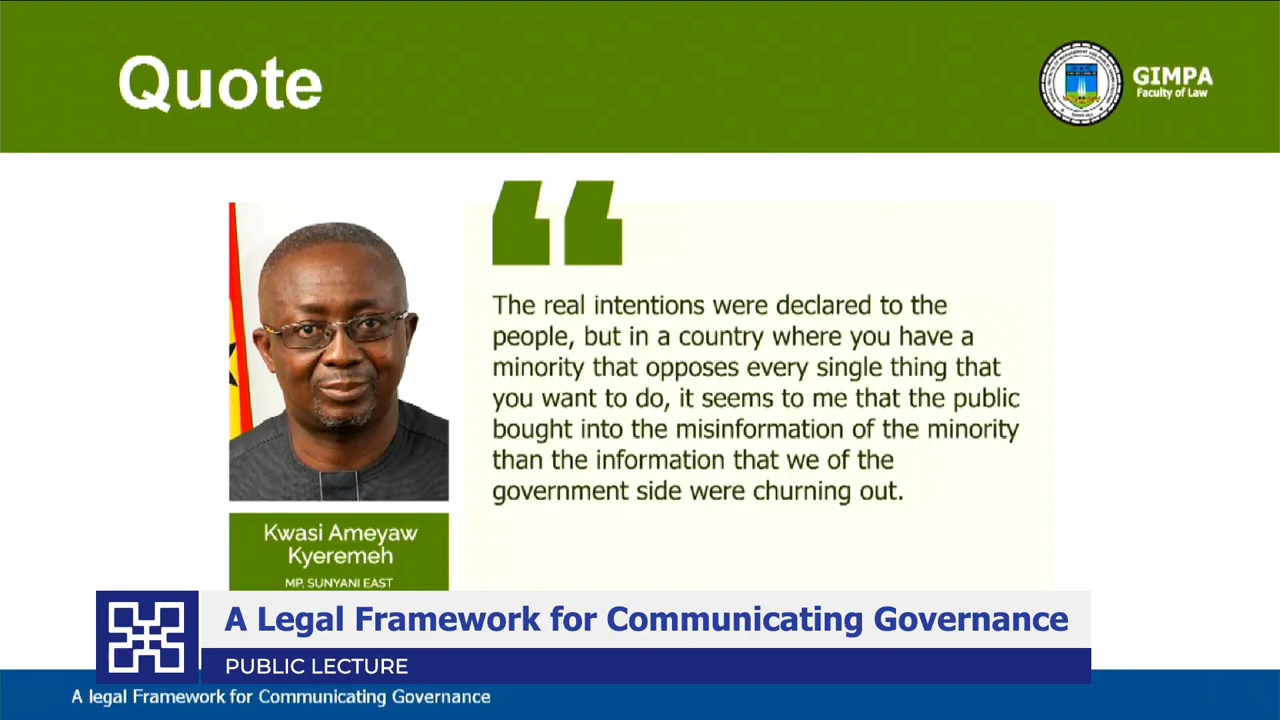 Quote
GIMPA
Faculty of Law
The real intentions were declared to the
people, but in a country where you have a
minority that opposes every single thing that
you want to do, it seems to me that the public
bought into the misinformation of the minority
than the information that we of the
government side were churning out.
Kwasi Ameyaw
Kyeremeh
MP, SUNYANI EAST
A Legal Framework for Communicating Governance
PUBLIC LECTURE
A legal Framework for Communicating Governance